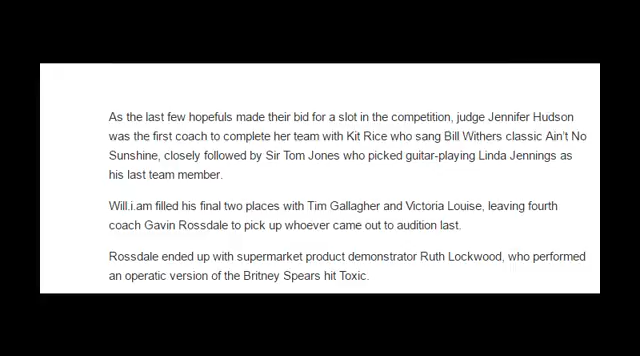 As the last few hopefuls made their bid for a slot in the competition, judge Jennifer Hudson
was the first coach to complete her team with Kit Rice who sang Bill Withers classic Ain't No
Sunshine, closely followed by Sir Tom Jones who picked guitar-playing Linda Jennings as
his last team member.
Will.i.am filled his final two places with Tim Gallagher and Victoria Louise, leaving fourth
coach Gavin Rossdale to pick up whoever came out to audition last.
Rossdale ended up with supermarket product demonstrator Ruth Lockwood, who performed
an operatic version of the Britney Spears hit Toxic.